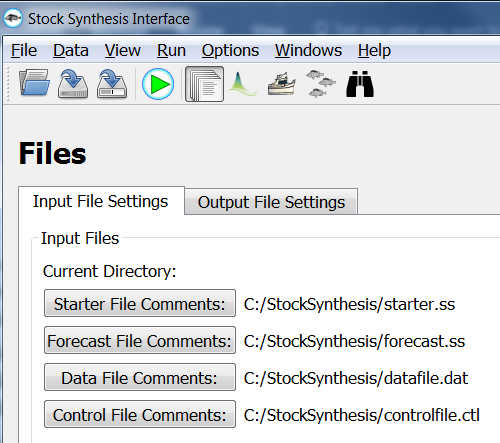 Stock Synthesis Interface
File Data View Run Options Windows Help
Files
Input File Settings Output File Settings
Input Files
Current Directory:
Starter File Comments: C:/StockSynthesis/starter.ss
Forecast File Comments: C:/StockSynthesis/forecast.ss
Data File Comments: C:/StockSynthesis/datafile.dat
Control File Comments: C:/StockSynthesis/controlfile.ctl